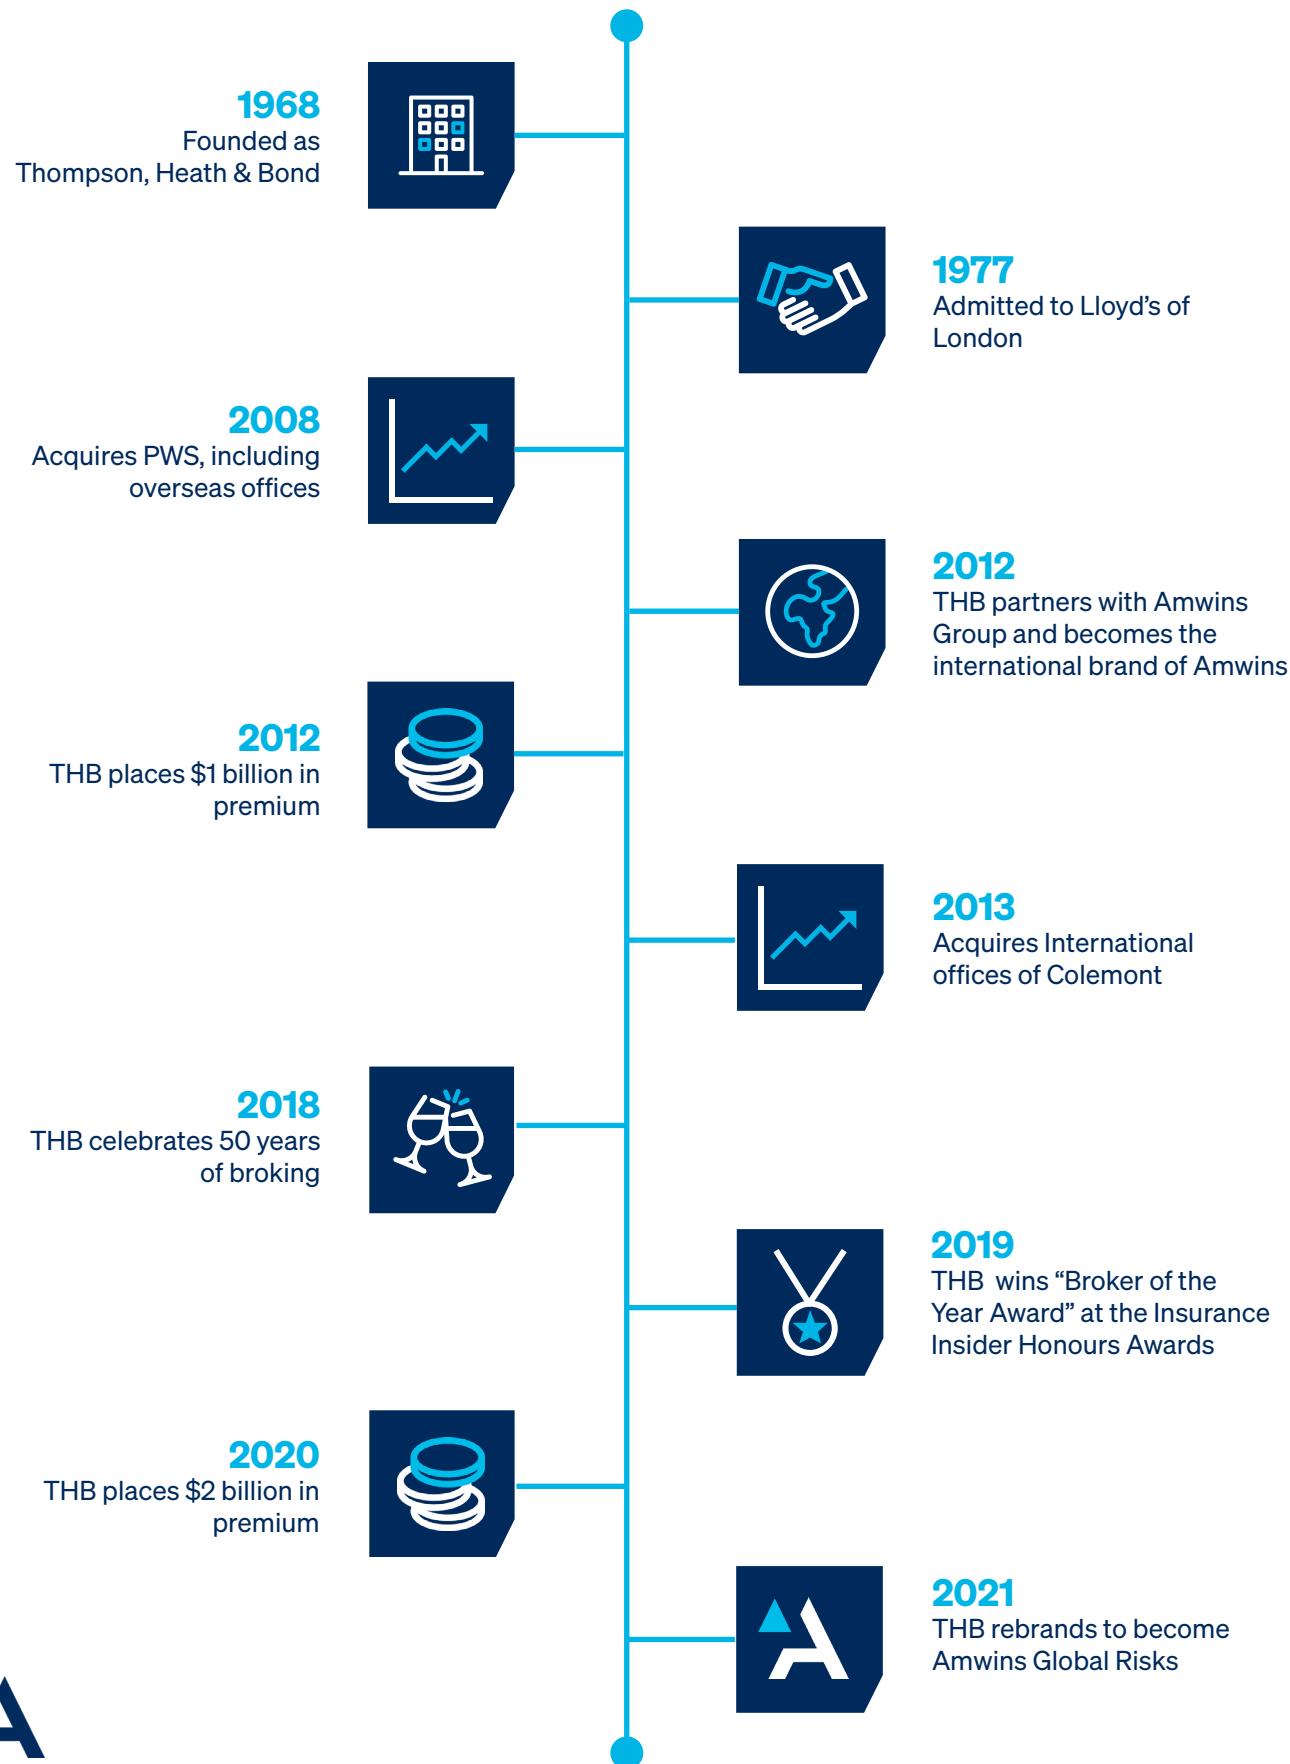 1968
Founded as
Thompson, Heath & Bond
1977
Admitted to Lloyd’s of
London
2008
Acquires PWS, including
overseas offices
2012
THB partners with Amwins
Group and becomes the
international brand of Amwins
2012
THB places $1 billion in
premium
2013
Acquires International
offices of Colemont
2018
THB celebrates 50 years
of broking
2019
THB  wins “Broker of the
Year Award” at the Insurance
Insider Honours Awards
2020
THB places $2 billion in
premium
2021
THB rebrands to become
Amwins Global Risks